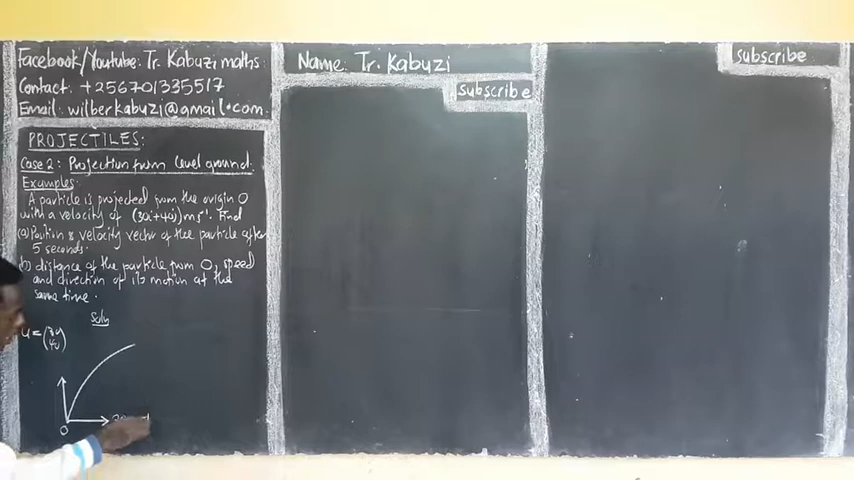 Facebook/Youtube: Tr. Kabuzi maths
Contact: +256701335517
Email: wilberkabuzi@gmail.com
Name: Tr. Kabuzi
subscribe
subscribe
PROJECTILES:
Case 2: Projection from level ground.
Examples
A particle is projected from the origin O
with a velocity of (30i+40j)ms⁻¹. Find
(a) Position & velocity vector of the particle after
5 seconds.
b) distance of the particle from O, speed
and direction of its motion at the
same time.
Soln
U = (30
40)
O